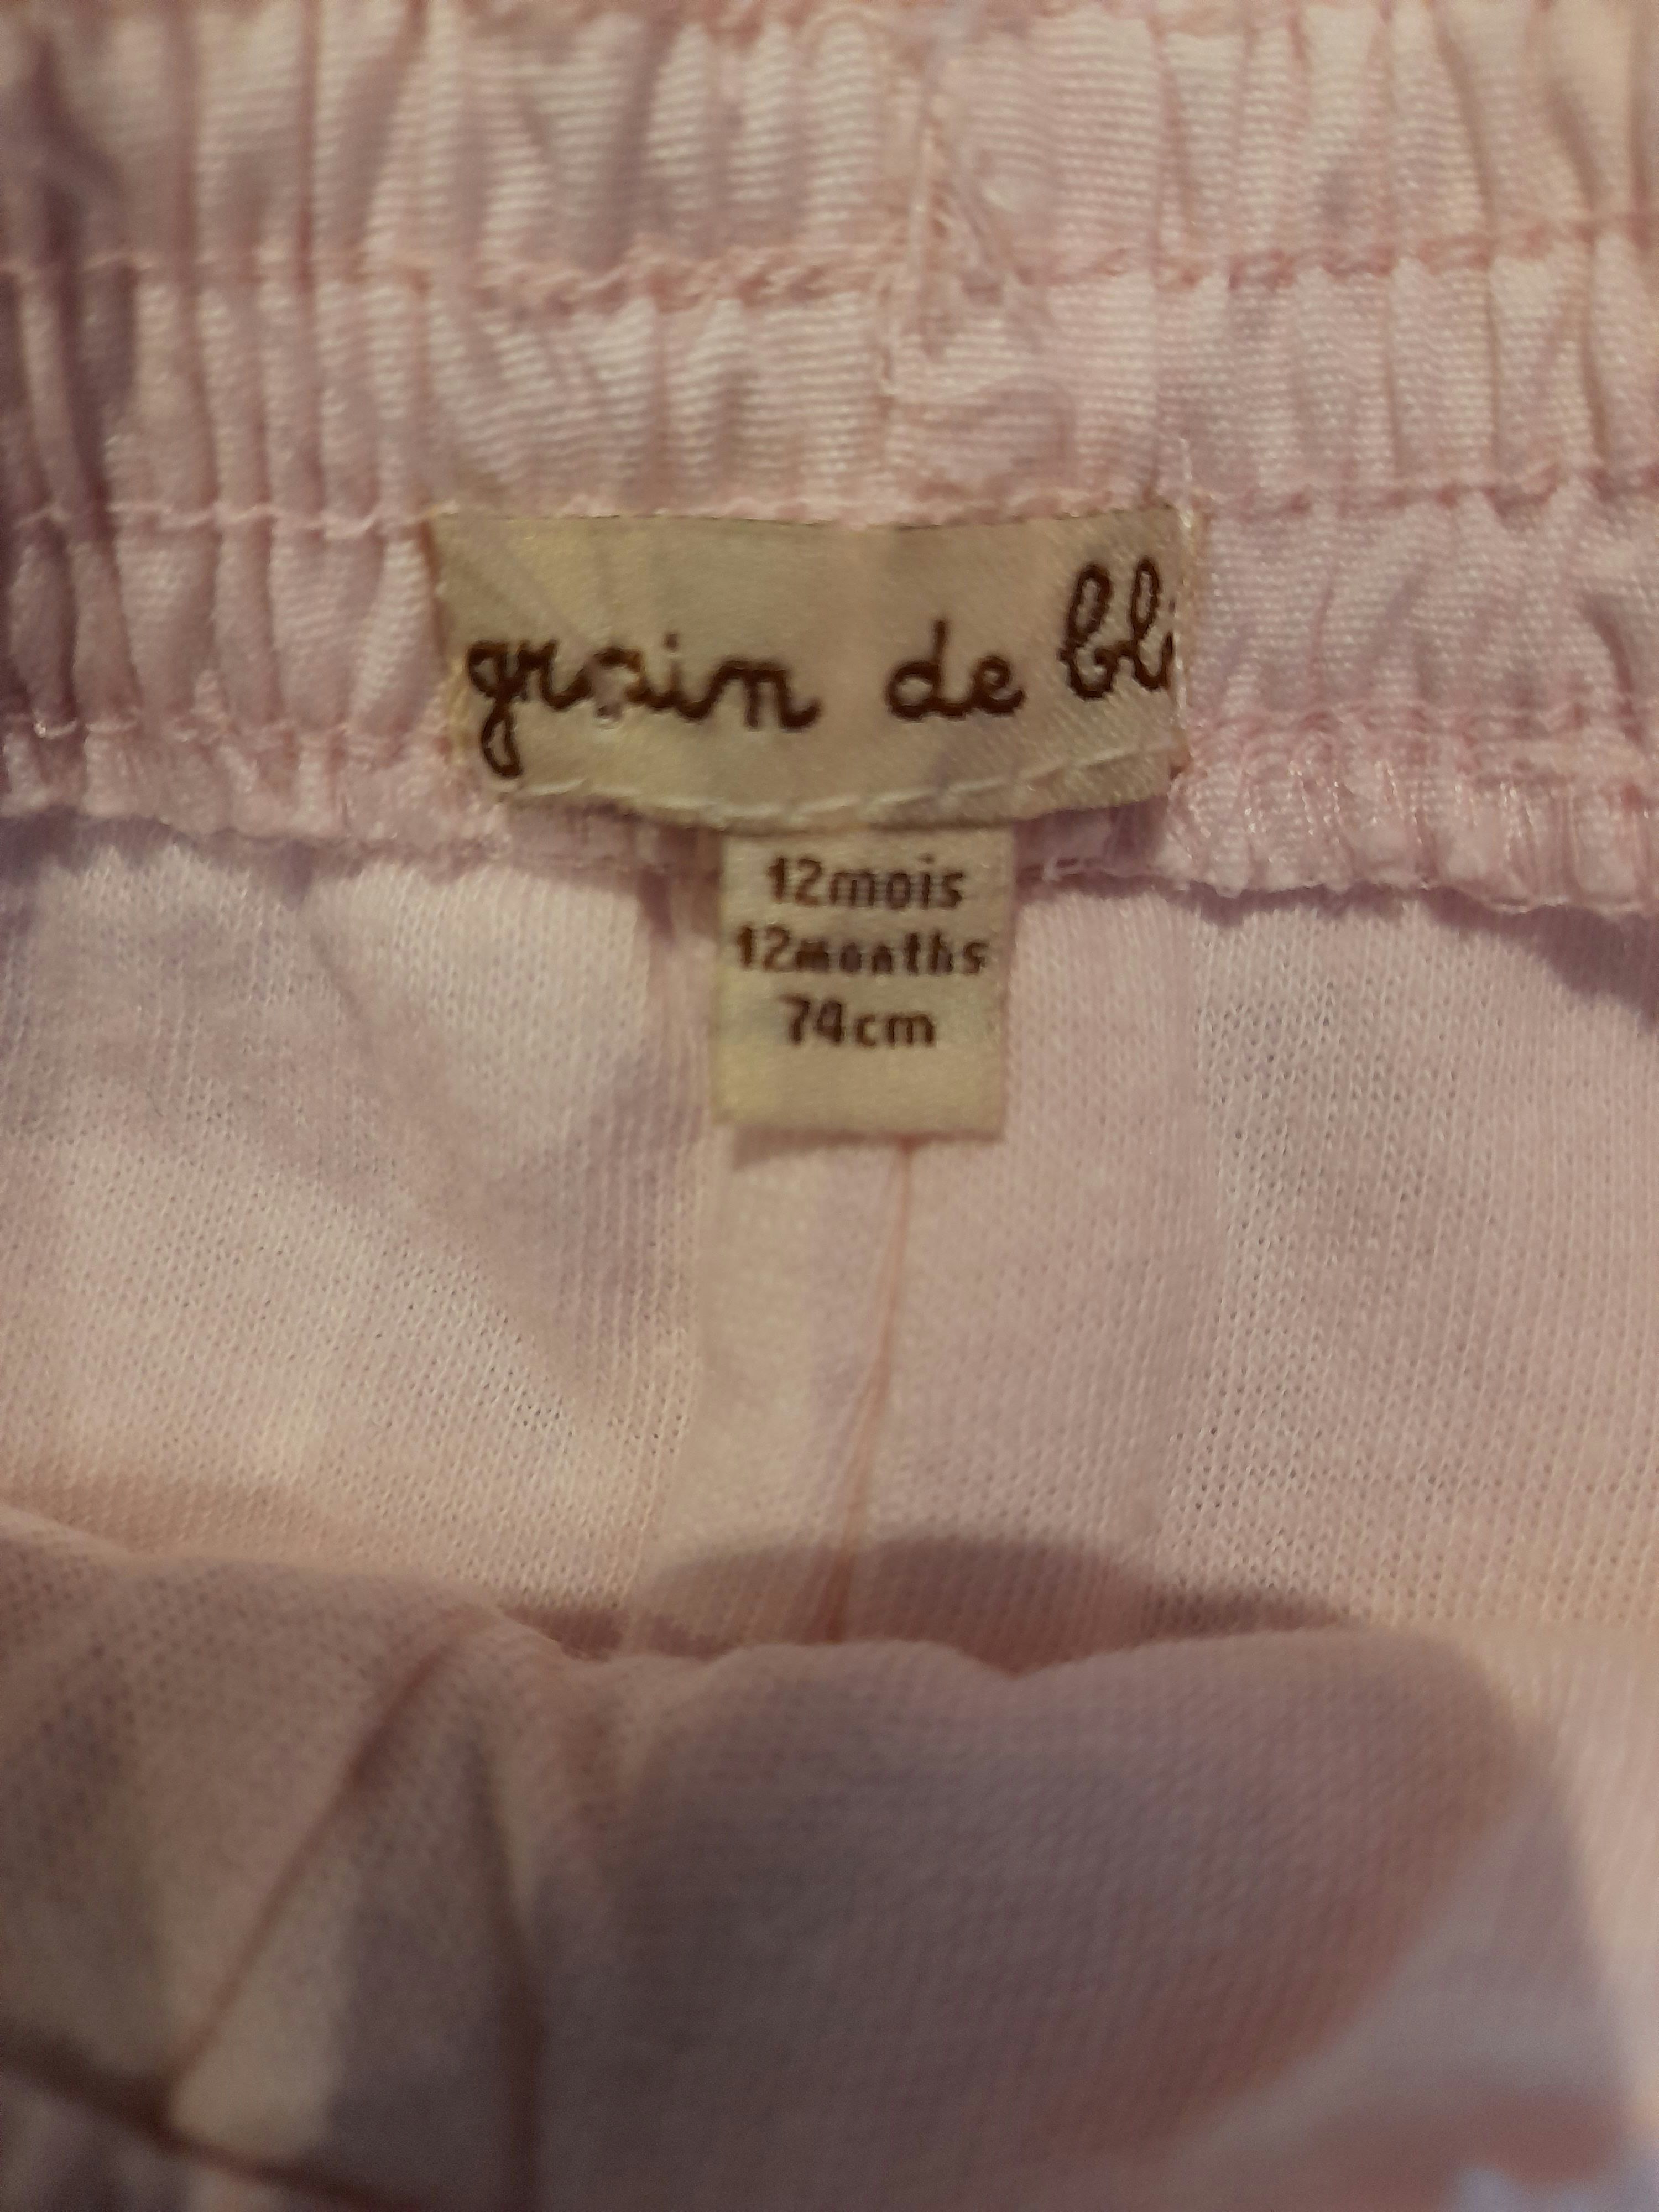 grain de bl
12mois
12months
74cm